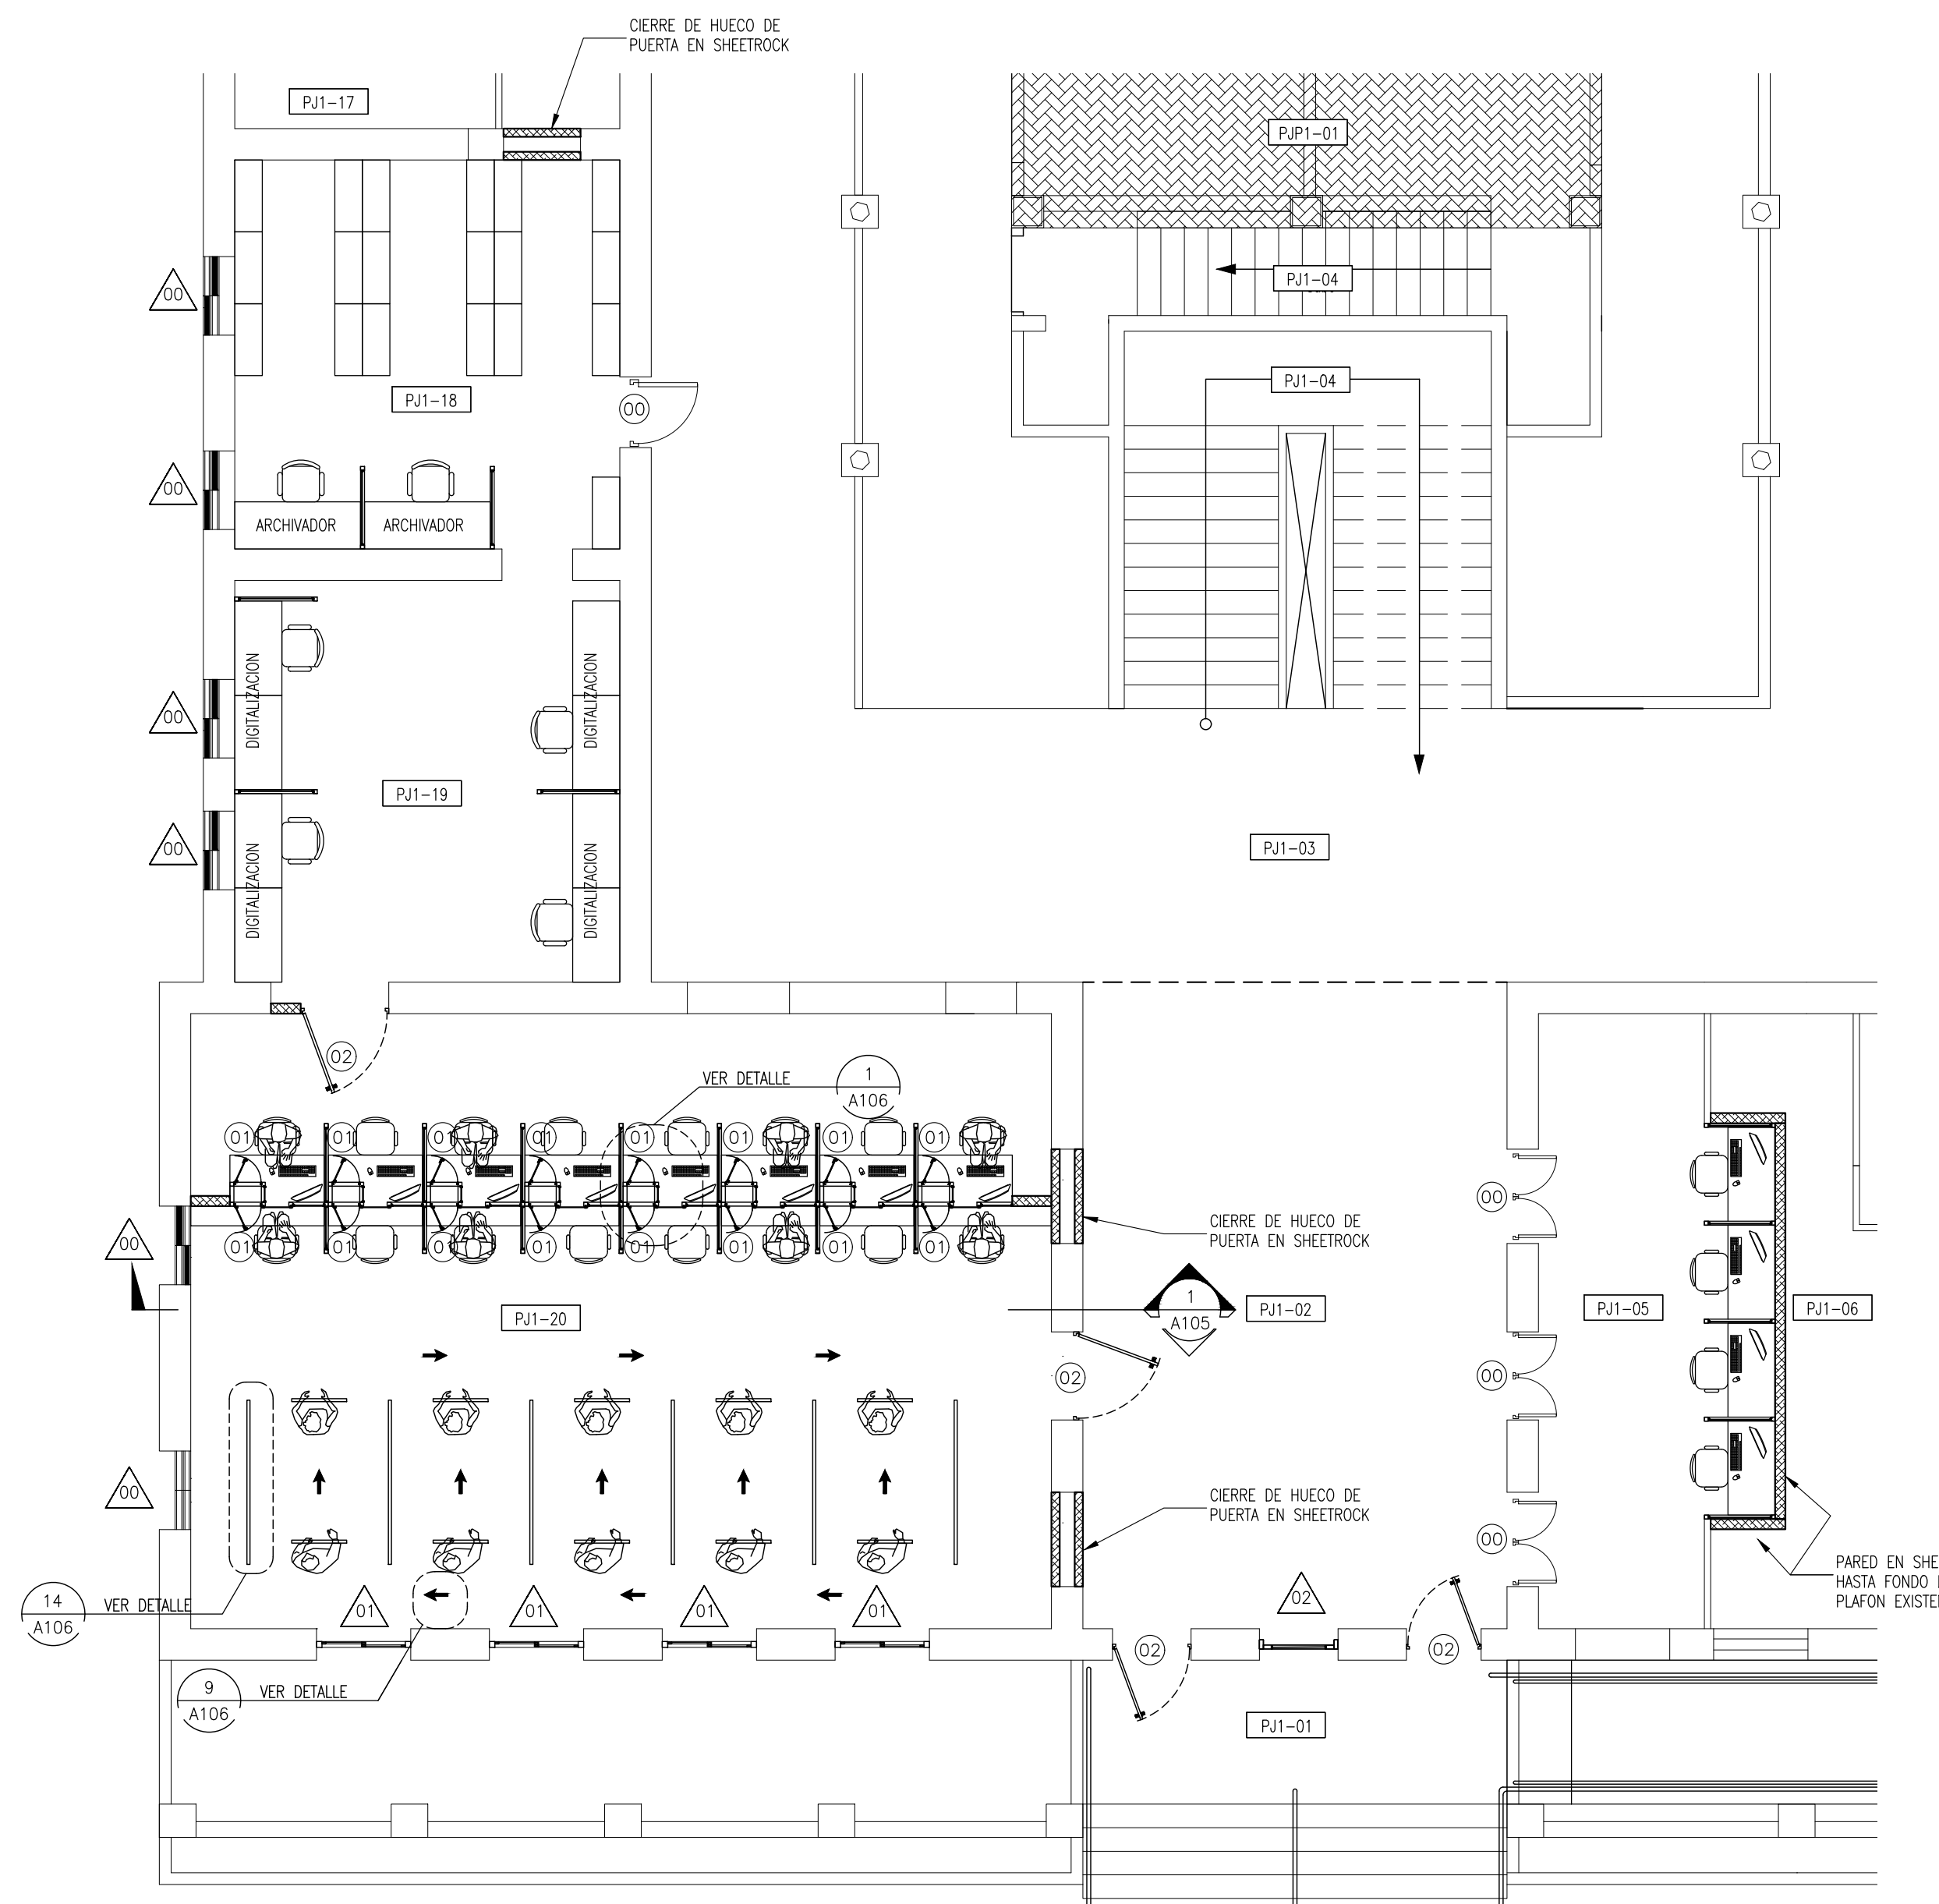 CIERRE DE HUECO DE
PUERTA EN SHEETROCK
PJ1-17
PJP1-01
00
PJ1-04
PJ1-18
00
PJ1-04
00
ARCHIVADOR
ARCHIVADOR
DIGITALIZACION
DIGITALIZACION
00
PJ1-19
00
PJ1-03
DIGITALIZACION
DIGITALIZACION
02
VER DETALLE
1
A106
01
01
01
01
01
01
01
01
00
CIERRE DE HUECO DE
PUERTA EN SHEETROCK
00
01
01
01
01
01
01
01
01
PJ1-20
1
A105
PJ1-02
PJ1-05
PJ1-06
02
00
00
CIERRE DE HUECO DE
PUERTA EN SHEETROCK
00
PARED EN SHE
HASTA FONDO
PLAFON EXISTE
14
A106
VER DETALLE
01
01
01
01
02
02
02
9
A106
VER DETALLE
PJ1-01